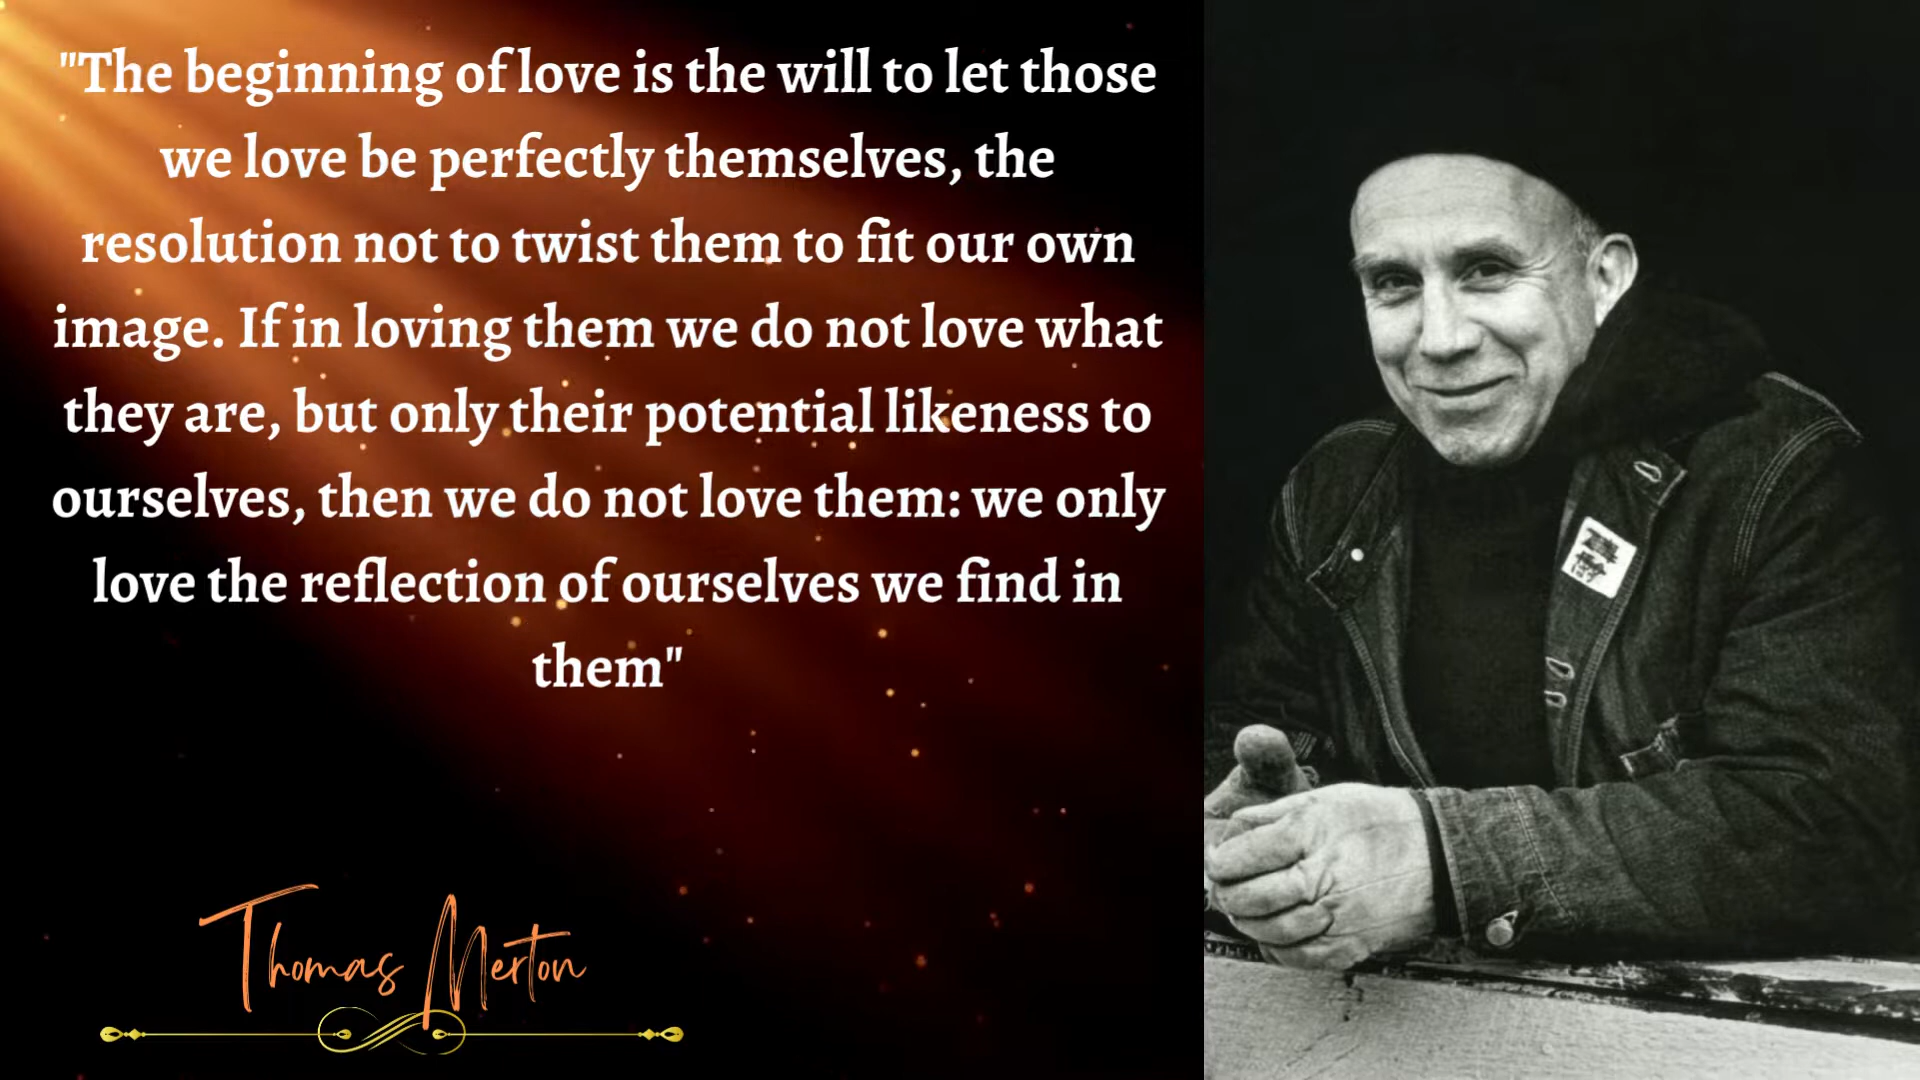 "The beginning of love is the will to let those
we love be perfectly themselves, the
resolution not to twist them to fit our own
image. If in loving them we do not love what
they are, but only their potential likeness to
ourselves, then we do not love them: we only
love the reflection of ourselves we find in
them"
Thomas Merton